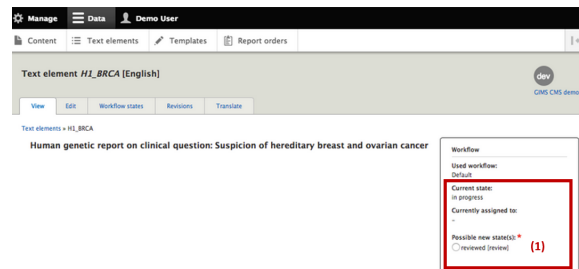 Manage Data Demo User
Content Text elements Templates Report orders
Text element H1_BRCA [English]
dev
GIMS CMS demo
View Edit Workflow states Revisions Translate
Text elements » H1_BRCA
Human genetic report on clinical question: Suspicion of hereditary breast and ovarian cancer
Workflow
Used workflow:
Default
Current state:
in progress
Currently assigned to:
-
Possible new state(s): *
reviewed [review] (1)